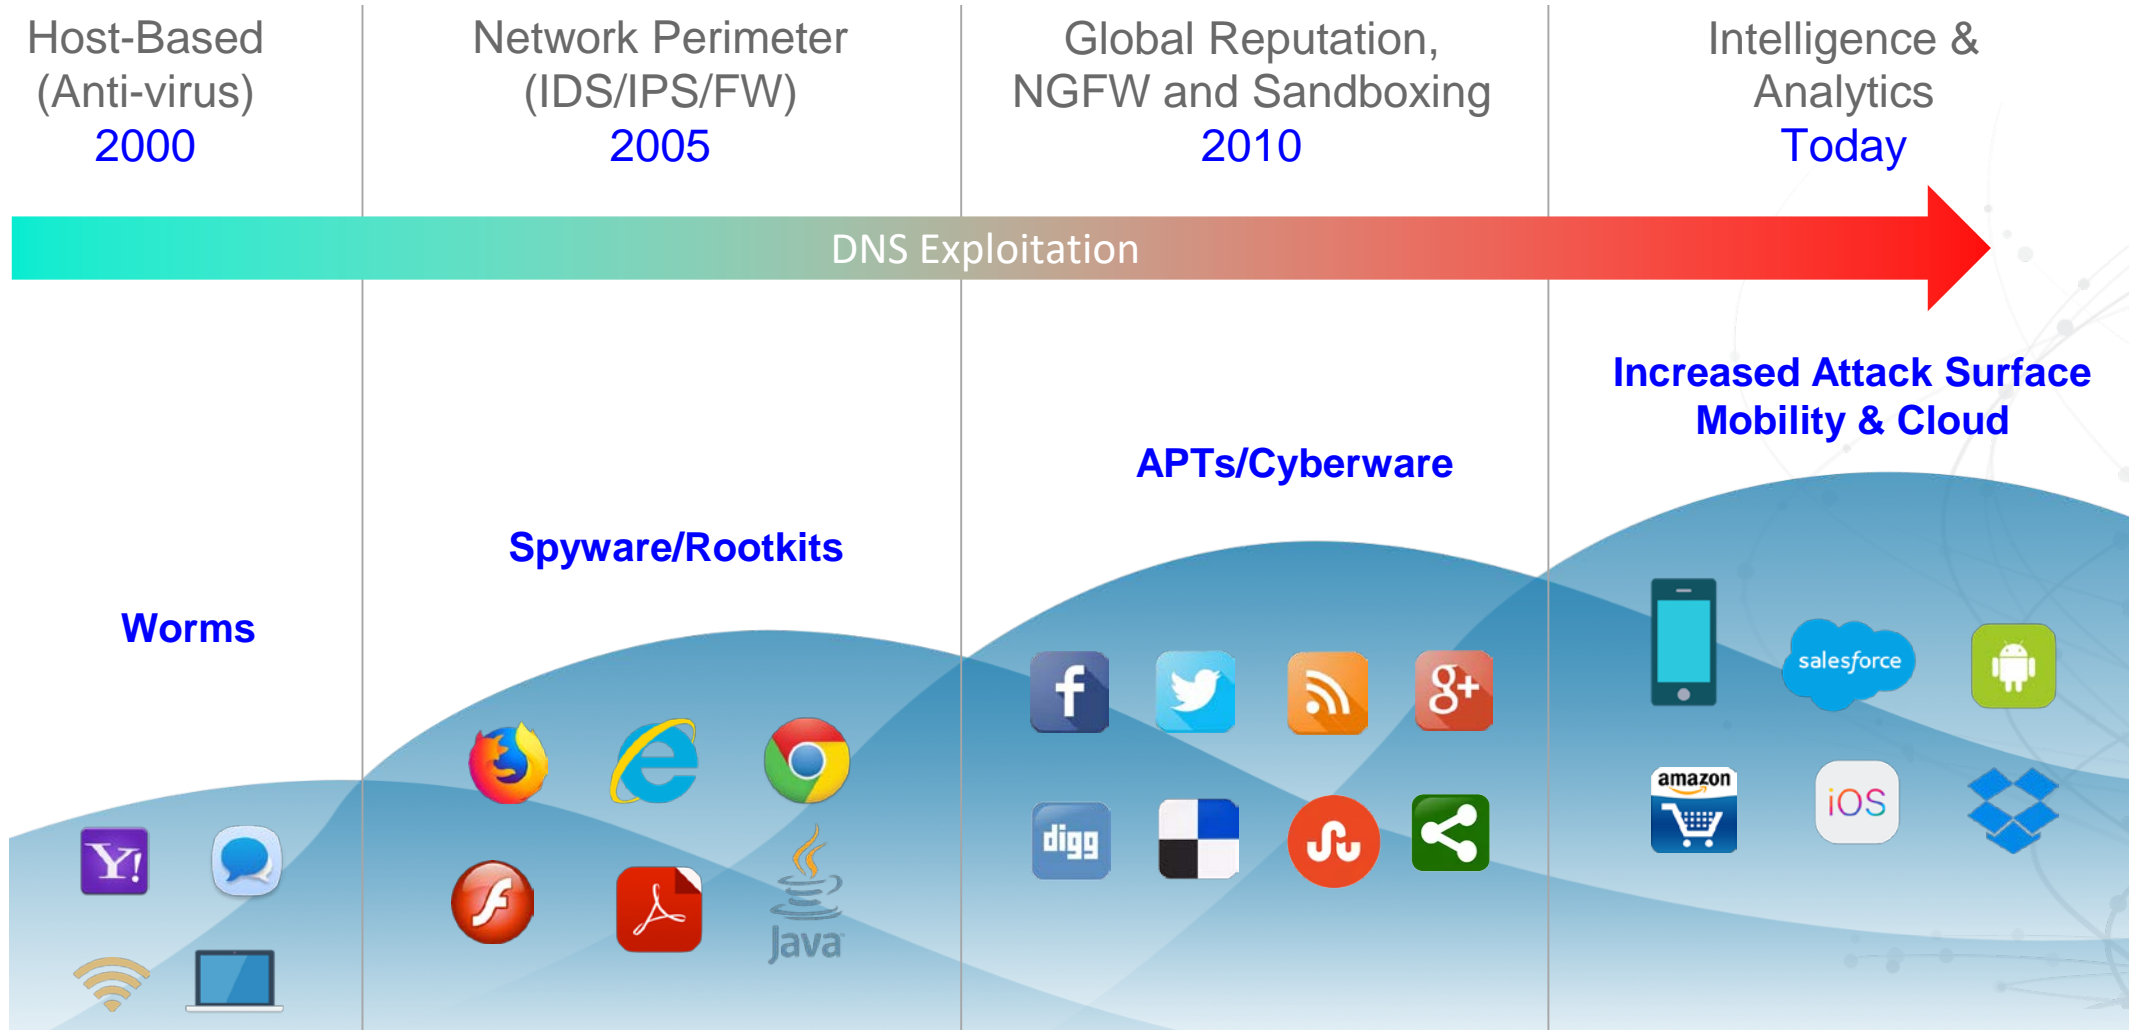 Host-Based
(Anti-virus)
2000
Network Perimeter
(IDS/IPS/FW)
2005
Global Reputation,
NGFW and Sandboxing
2010
Intelligence &
Analytics
Today
DNS Exploitation
Increased Attack Surface
Mobility & Cloud
APTs/Cyberware
Spyware/Rootkits
Worms
Y!
Java
f
g+
digg
salesforce
amazon
iOS